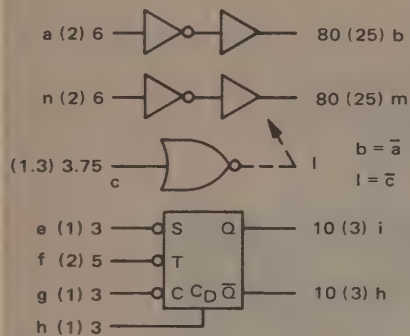 a (2) 6 80 (25) b
n (2) 6 80 (25) m
(1.3) 3.75 c l b = a̅
l = c̅
e (1) 3 S Q 10 (3) i
f (2) 5 T
g (1) 3 C C_D Q̅ 10 (3) h
h (1) 3